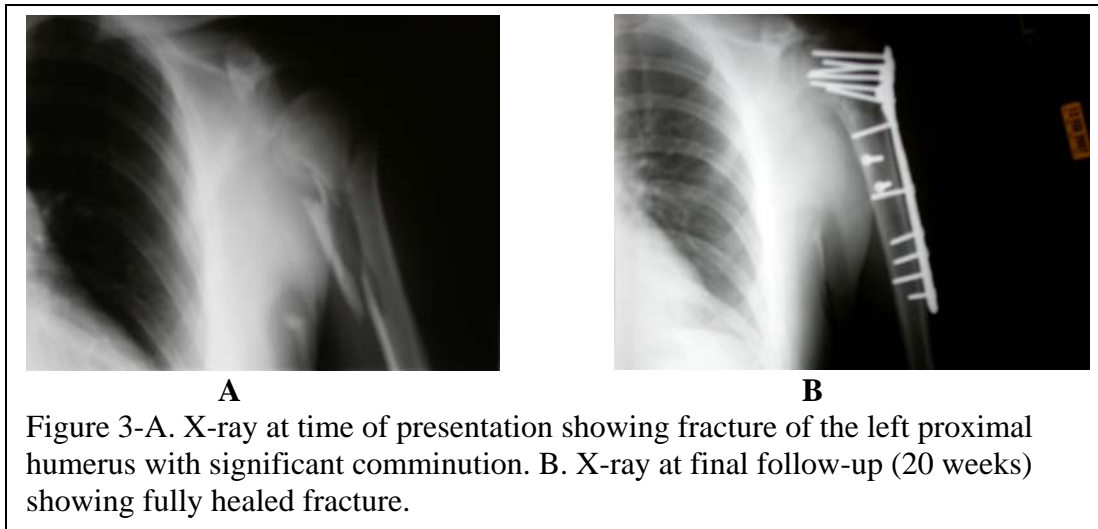 A
B
Figure 3-A. X-ray at time of presentation showing fracture of the left proximal
humerus with significant comminution. B. X-ray at final follow-up (20 weeks)
showing fully healed fracture.